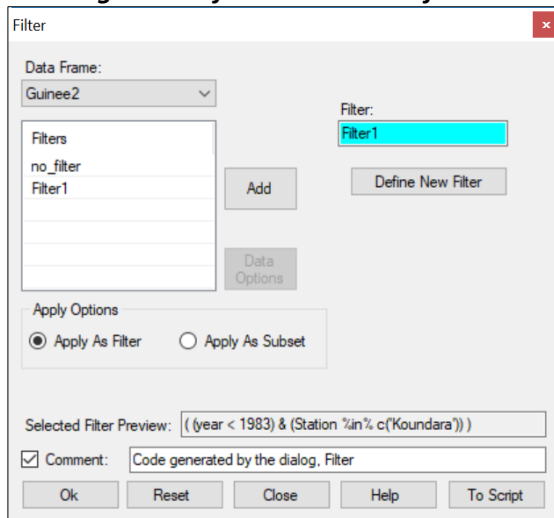 Filter
Data Frame:
Guinee2
Filter:
Filter1
Filters
no_filter
Filter1
Add
Define New Filter
Data
Options
Apply Options
Apply As Filter
Apply As Subset
Selected Filter Preview:
( (year < 1983) & (Station %in% c('Koundara')) )
Comment:
Code generated by the dialog, Filter
Ok
Reset
Close
Help
To Script